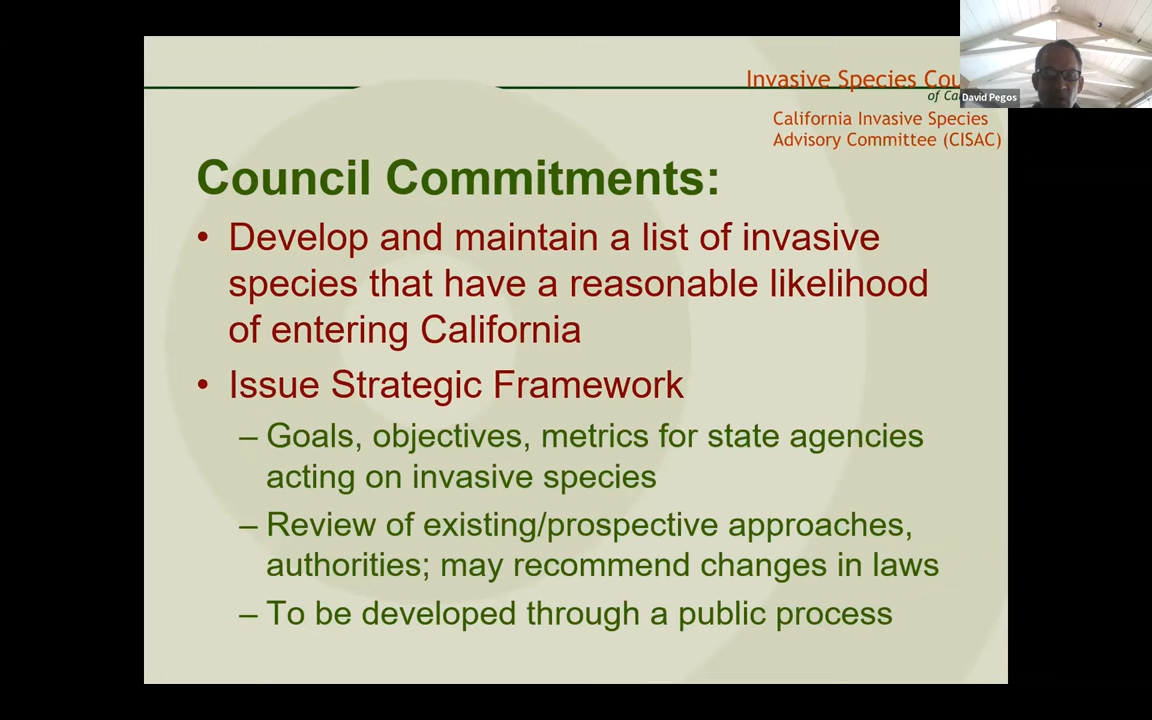 Invasive Species Cou
of Ca
David Pegos
California Invasive Species
Advisory Committee (CISAC)
Council Commitments:
• Develop and maintain a list of invasive
species that have a reasonable likelihood
of entering California
• Issue Strategic Framework
– Goals, objectives, metrics for state agencies
acting on invasive species
– Review of existing/prospective approaches,
authorities; may recommend changes in laws
– To be developed through a public process